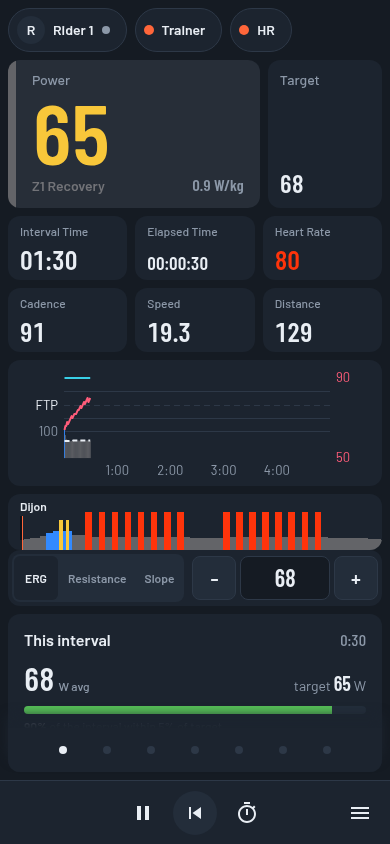 R Rider 1 Trainer HR
Power
65
Z1 Recovery 0.9 W/kg
Target
68
Interval Time
01:30
Elapsed Time
00:00:30
Heart Rate
80
Cadence
91
Speed
19.3
Distance
129
90
FTP
100
50
1:00 2:00 3:00 4:00
Dijon
ERG Resistance Slope - 68 +
This interval 0:30
68 W avg target 65 W